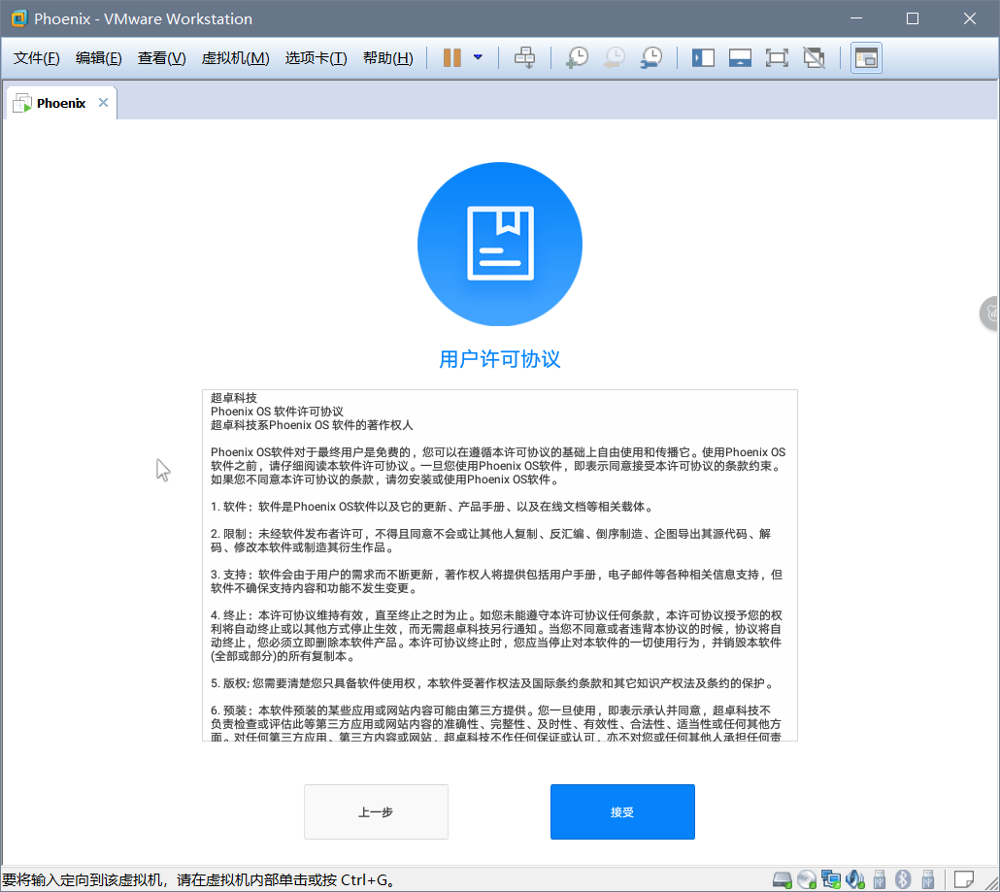 Phoenix - VMware Workstation
文件(F) 编辑(E) 查看(V) 虚拟机(M) 选项卡(T) 帮助(H)
Phoenix
用户许可协议
超卓科技
Phoenix OS 软件许可协议
超卓科技系Phoenix OS 软件的著作权人
Phoenix OS软件对于最终用户是免费的，您可以在遵循本许可协议的基础上自由使用和传播它。使用Phoenix OS
软件之前，请仔细阅读本软件许可协议。一旦您使用Phoenix OS软件，即表示同意接受本许可协议的条款约束。
如果您不同意本许可协议的条款，请勿安装或使用Phoenix OS软件。
1. 软件：软件是Phoenix OS软件以及它的更新、产品手册、以及在线文档等相关载体。
2. 限制：未经软件发布者许可，不得且同意不会或让其他人复制、反汇编、倒序制造、企图导出其源代码、解
码、修改本软件或制造其衍生作品。
3. 支持：软件会由于用户的需求而不断更新，著作权人将提供包括用户手册，电子邮件等各种相关信息支持，但
软件不确保支持内容和功能不发生变更。
4. 终止：本许可协议维持有效，直至终止之时为止。如您未能遵守本许可协议任何条款，本许可协议授予您的权
利将自动终止或以其他方式停止生效，而无需超卓科技另行通知。当您不同意或者违背本协议的时候，协议将自
动终止，您必须立即删除本软件产品。本许可协议终止时，您应当停止对本软件的一切使用行为，并销毁本软件
(全部或部分)的所有复制本。
5. 版权: 您需要清楚您只具备软件使用权，本软件受著作权法及国际条约条款和其它知识产权法及条约的保护。
6. 预装：本软件预装的某些应用或网站内容可能由第三方提供。您一旦使用，即表示承认并同意，超卓科技不
负责检查或评估此等第三方应用或网站内容的准确性、完整性、及时性、有效性、合法性、适当性或任何其他方
面。对任何第三方应用、第三方内容或网站，超卓科技不作任何保证或认可，亦不对您或任何其他人承担任何责
上一步 接受
要将输入定向到该虚拟机，请在虚拟机内部单击或按 Ctrl+G。